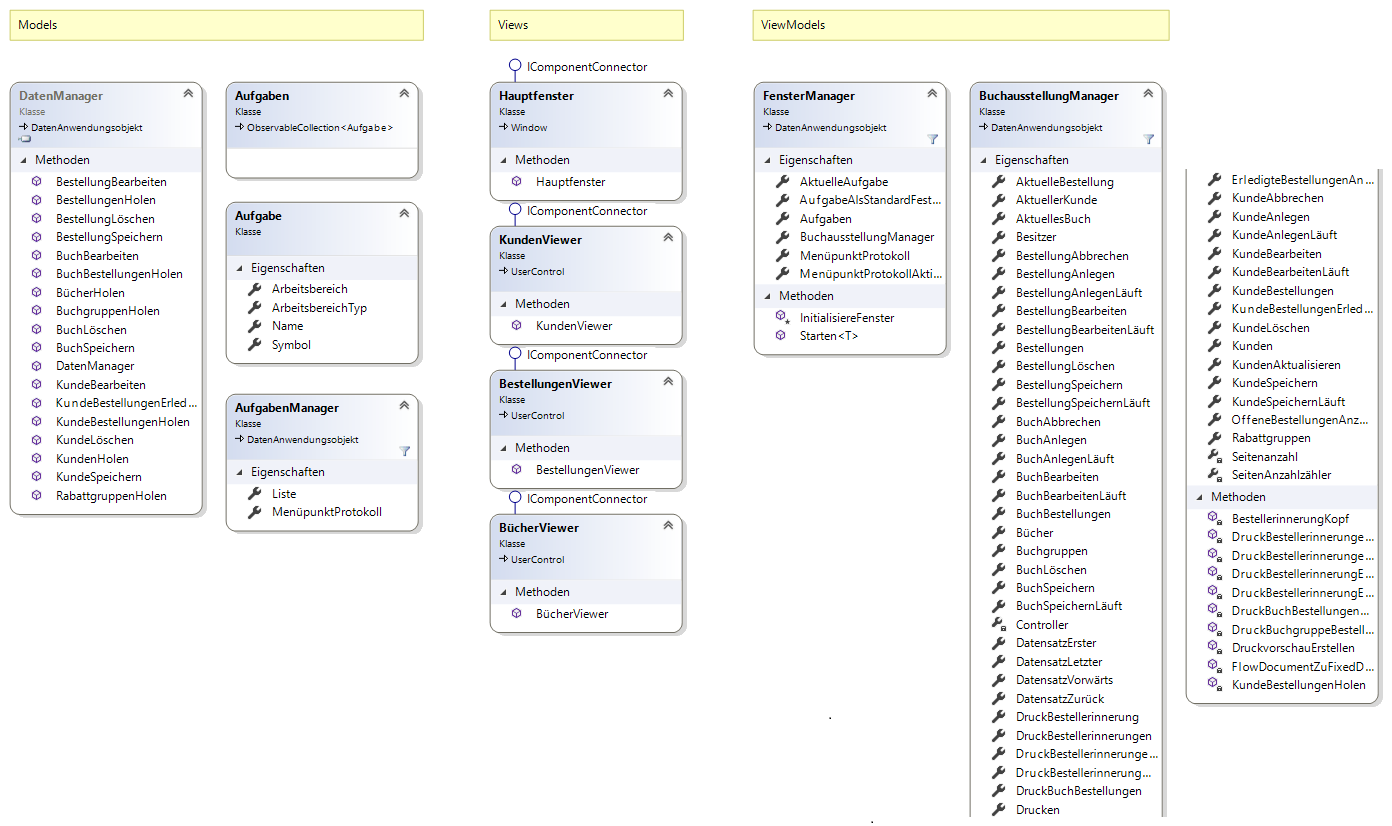 Models
DatenManager
Klasse
DatenAnwendungsobjekt
Methoden
BestellungBearbeiten
BestellungenHolen
BestellungLöschen
BestellungSpeichern
BuchBearbeiten
BuchBestellungenHolen
BücherHolen
BuchgruppenHolen
BuchLöschen
BuchSpeichern
DatenManager
KundeBearbeiten
KundeBestellungenErled...
KundeBestellungenHolen
KundeLöschen
KundenHolen
KundeSpeichern
RabattgruppenHolen
Aufgaben
Klasse
ObservableCollection<Aufgabe>
Aufgabe
Klasse
Eigenschaften
Arbeitsbereich
ArbeitsbereichTyp
Name
Symbol
AufgabenManager
Klasse
DatenAnwendungsobjekt
Eigenschaften
Liste
MenüpunktProtokoll
Views
IComponentConnector
Hauptfenster
Klasse
Window
Methoden
Hauptfenster
IComponentConnector
KundenViewer
Klasse
UserControl
Methoden
KundenViewer
IComponentConnector
BestellungenViewer
Klasse
UserControl
Methoden
BestellungenViewer
IComponentConnector
BücherViewer
Klasse
UserControl
Methoden
BücherViewer
ViewModels
FensterManager
Klasse
DatenAnwendungsobjekt
Eigenschaften
AktuelleAufgabe
AufgabeAlsStandardFest...
Aufgaben
BuchausstellungManager
MenüpunktProtokoll
MenüpunktProtokollAkti...
Methoden
InitialisiereFenster
Starten<T>
BuchausstellungManager
Klasse
DatenAnwendungsobjekt
Eigenschaften
AktuelleBestellung
AktuellerKunde
AktuellesBuch
Besitzer
BestellungAbbrechen
BestellungAnlegen
BestellungAnlegenLäuft
BestellungBearbeiten
BestellungBearbeitenLäuft
Bestellungen
BestellungLöschen
BestellungSpeichern
BestellungSpeichernLäuft
BuchAbbrechen
BuchAnlegen
BuchAnlegenLäuft
BuchBearbeiten
BuchBearbeitenLäuft
BuchBestellungen
Bücher
Buchgruppen
BuchLöschen
BuchSpeichern
BuchSpeichernLäuft
Controller
DatensatzErster
DatensatzLetzter
DatensatzVorwärts
DatensatzZurück
DruckBestellerinnerung
DruckBestellerinnerungen
DruckBestellerinnerunge...
DruckBestellerinnerung...
DruckBuchBestellungen
Drucken
ErledigteBestellungenAn...
KundeAbbrechen
KundeAnlegen
KundeAnlegenLäuft
KundeBearbeiten
KundeBearbeitenLäuft
KundeBestellungen
KundeBestellungenErled...
KundeLöschen
Kunden
KundenAktualisieren
KundeSpeichern
KundeSpeichernLäuft
OffeneBestellungenAnz...
Rabattgruppen
Seitenanzahl
SeitenAnzahlzähler
Methoden
BestellerinnerungKopf
DruckBestellerinnerunge...
DruckBestellerinnerunge...
DruckBestellerinnerungE...
DruckBestellerinnerungE...
DruckBuchBestellungen...
DruckBuchgruppeBestell...
DruckvorschauErstellen
FlowDocumentZuFixedD...
KundeBestellungenHolen